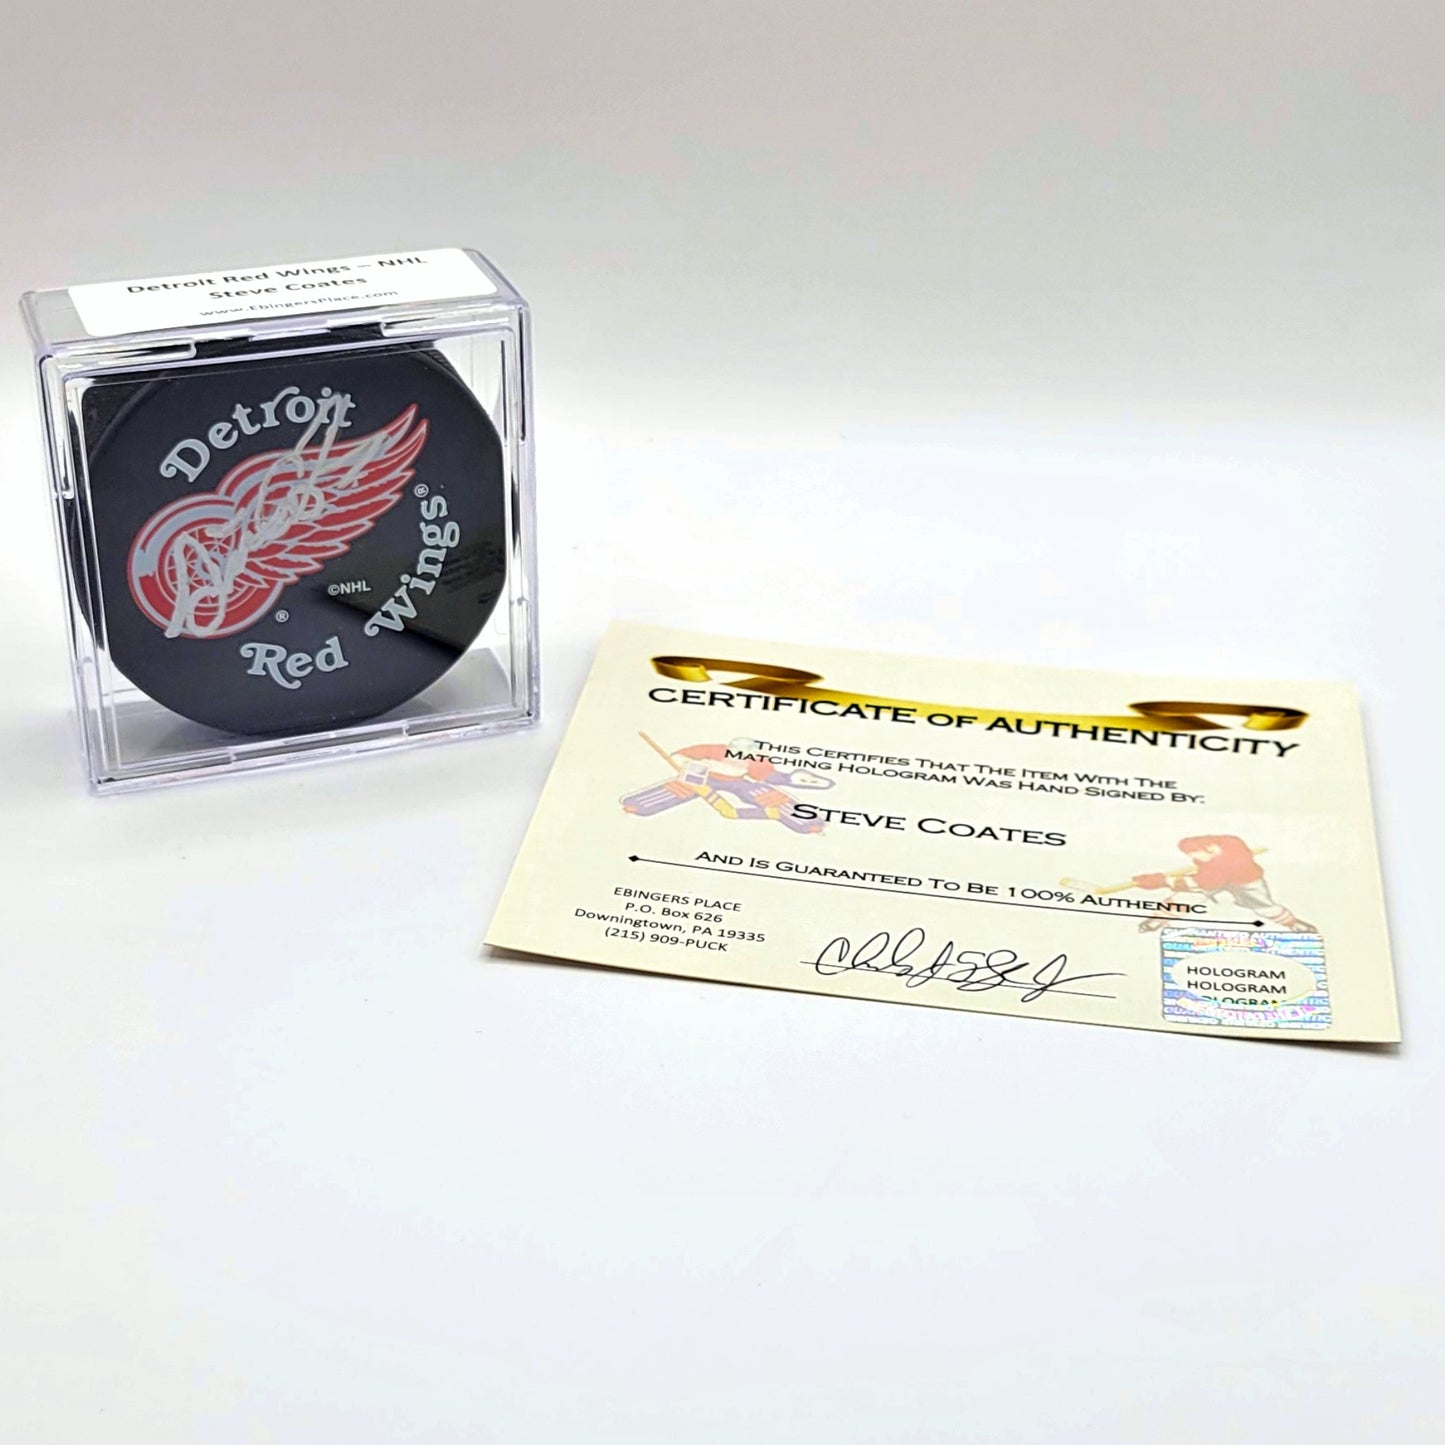 Detroit Red Wings – NHL
Steve Coates
www.EbingersPlace.com
Detroit
Red Wings®
©NHL
®
CERTIFICATE OF AUTHENTICITY
THIS CERTIFIES THAT THE ITEM WITH THE
MATCHING HOLOGRAM WAS HAND SIGNED BY:
STEVE COATES
AND IS GUARANTEED TO BE 100% AUTHENTIC
EBINGERS PLACE
P.O. Box 626
Downingtown, PA 19335
(215) 909-PUCK
HOLOGRAM
HOLOGRAM
HOLOGRAM